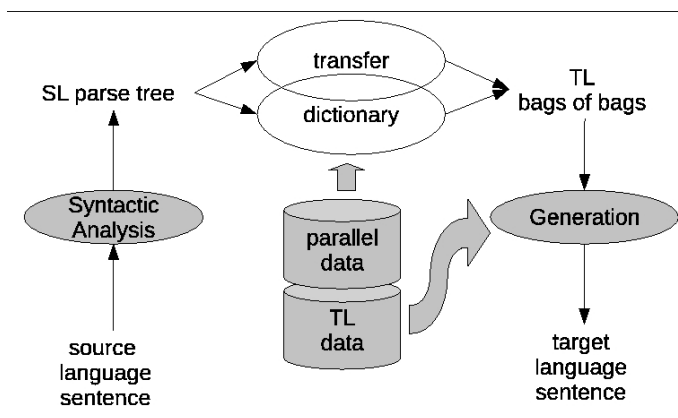 transfer
SL parse tree
TL
bags of bags
dictionary
Syntactic
Analysis
Generation
parallel
data
TL
data
source
language
sentence
target
language
sentence